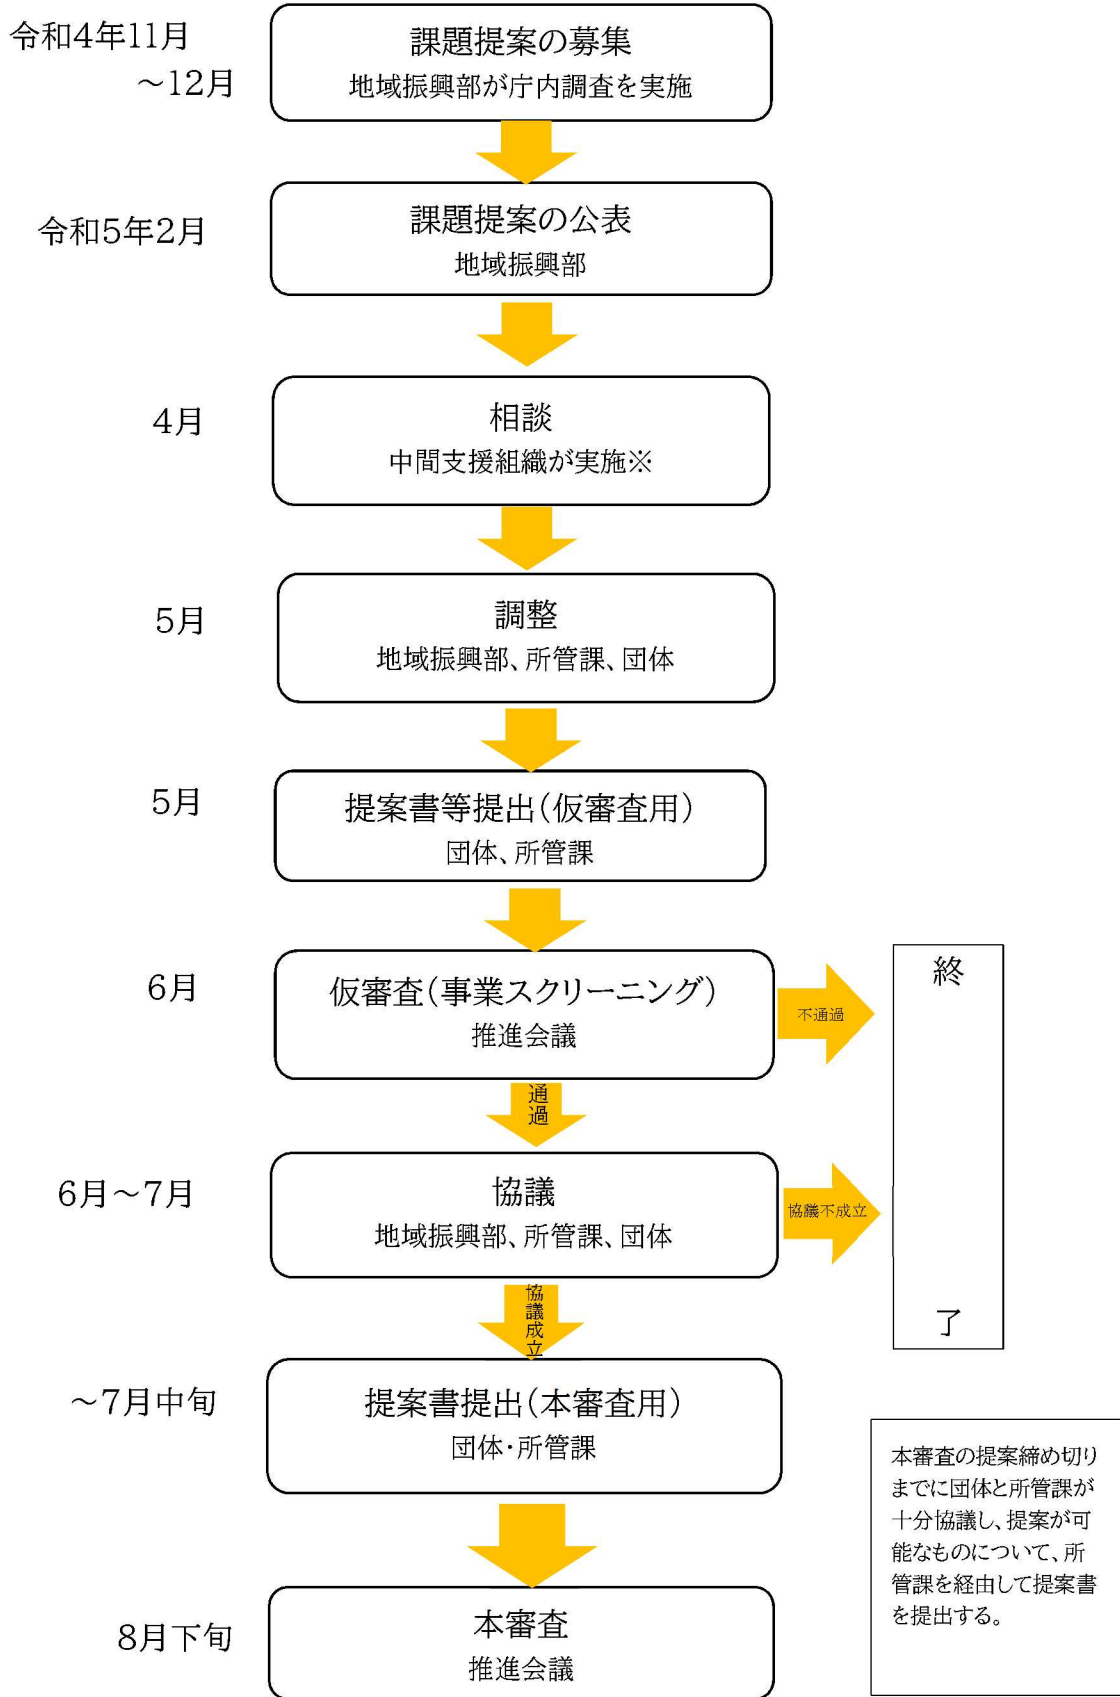 令和4年11月
～12月
課題提案の募集
地域振興部が庁内調査を実施
令和5年2月
課題提案の公表
地域振興部
4月
相談
中間支援組織が実施※
5月
調整
地域振興部、所管課、団体
5月
提案書等提出（仮審査用）
団体、所管課
6月
仮審査（事業スクリーニング）
推進会議
不通過
終
了
通過
6月～7月
協議
地域振興部、所管課、団体
協議不成立
協議成立
～7月中旬
提案書提出（本審査用）
団体・所管課
本審査の提案締め切り
までに団体と所管課が
十分協議し、提案が可
能なものについて、所
管課を経由して提案書
を提出する。
8月下旬
本審査
推進会議